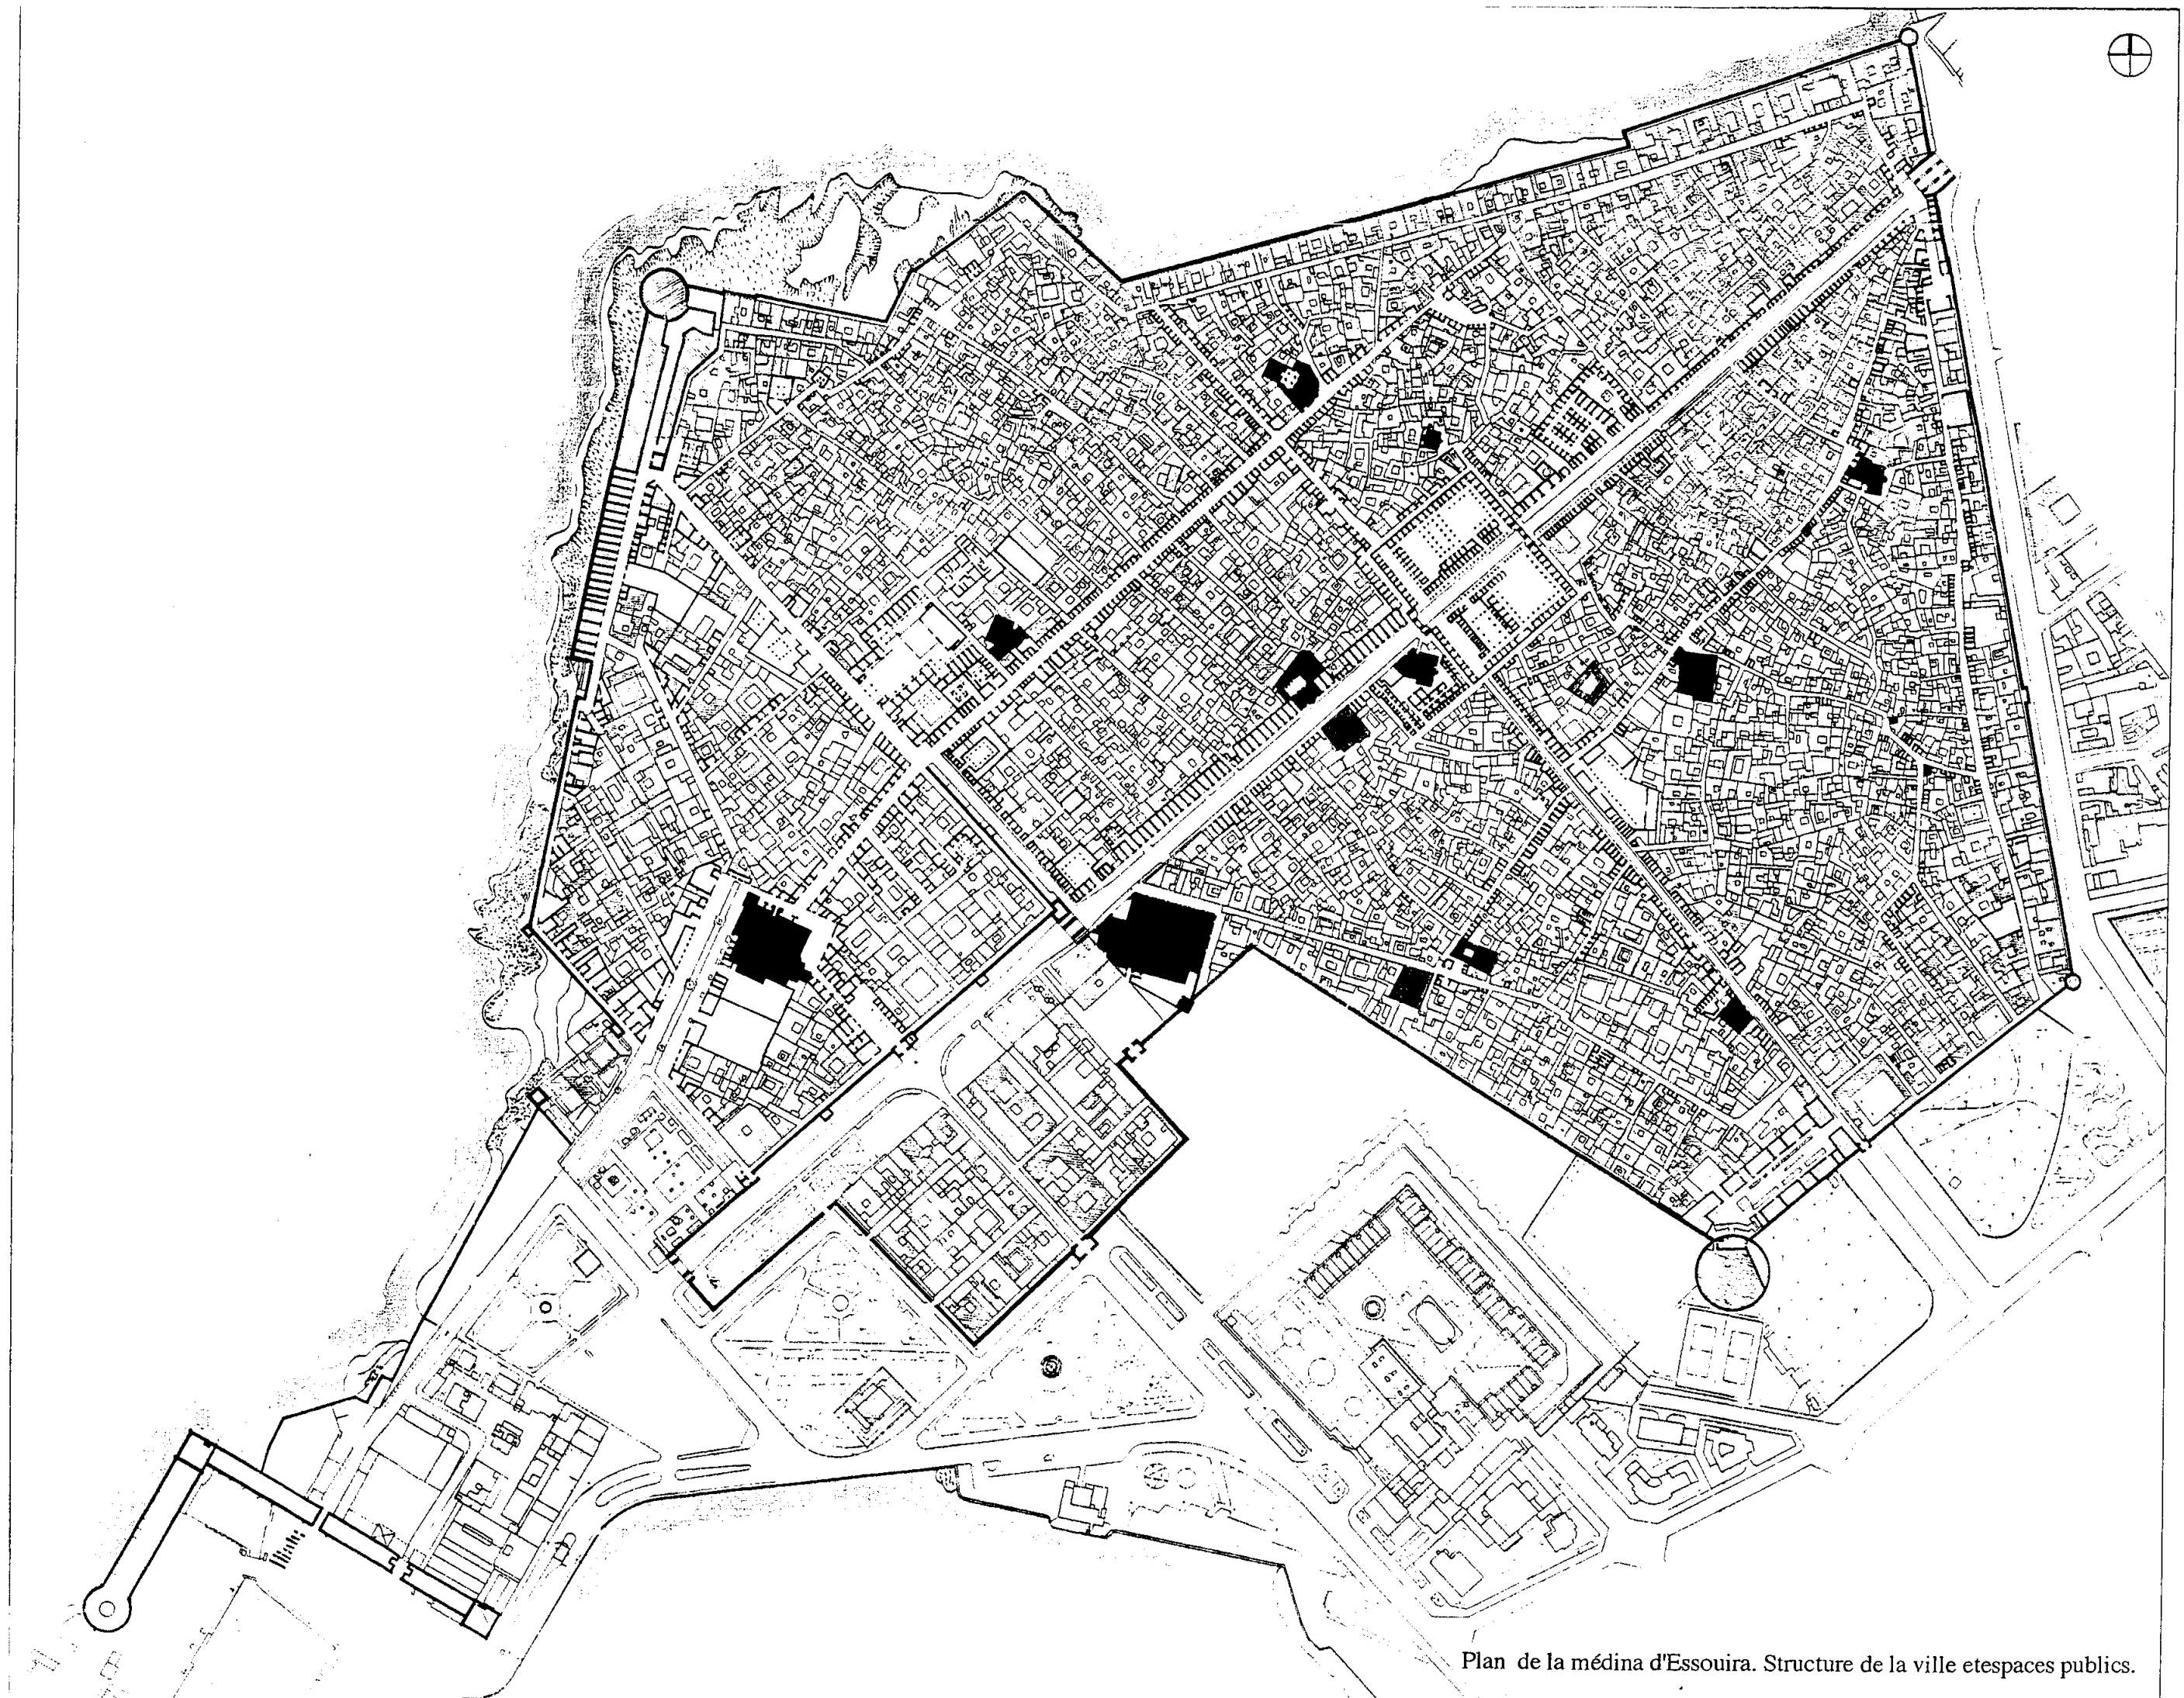 Plan de la médina d'Essouira. Structure de la ville etespaces publics.